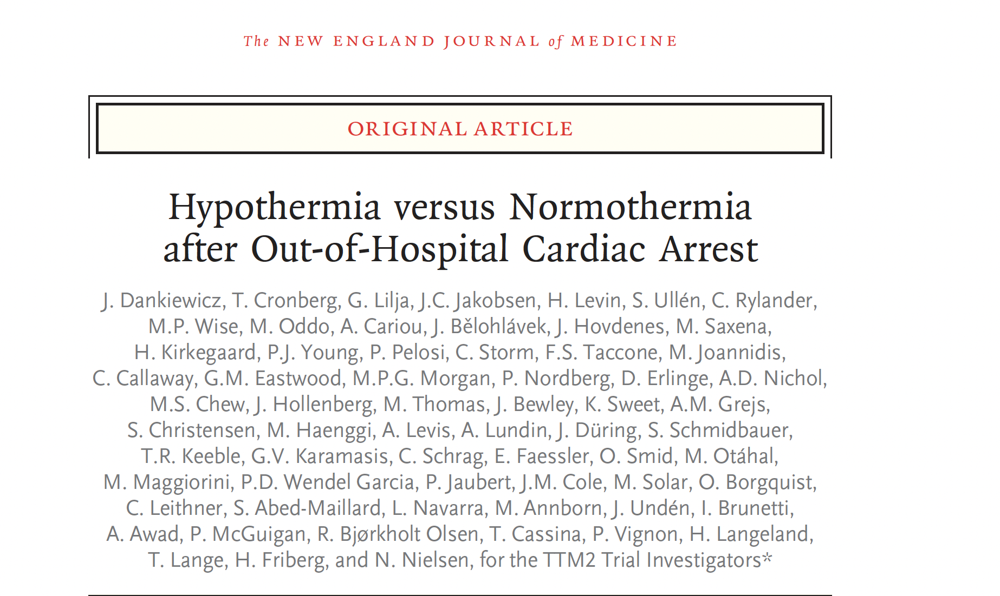 The NEW ENGLAND JOURNAL of MEDICINE
ORIGINAL ARTICLE
Hypothermia versus Normothermia
after Out-of-Hospital Cardiac Arrest
J. Dankiewicz, T. Cronberg, G. Lilja, J.C. Jakobsen, H. Levin, S. Ullén, C. Rylander,
M.P. Wise, M. Oddo, A. Cariou, J. Bělohlávek, J. Hovdenes, M. Saxena,
H. Kirkegaard, P.J. Young, P. Pelosi, C. Storm, F.S. Taccone, M. Joannidis,
C. Callaway, G.M. Eastwood, M.P.G. Morgan, P. Nordberg, D. Erlinge, A.D. Nichol,
M.S. Chew, J. Hollenberg, M. Thomas, J. Bewley, K. Sweet, A.M. Grejs,
S. Christensen, M. Haenggi, A. Levis, A. Lundin, J. Düring, S. Schmidbauer,
T.R. Keeble, G.V. Karamasis, C. Schrag, E. Faessler, O. Smid, M. Otáhal,
M. Maggiorini, P.D. Wendel Garcia, P. Jaubert, J.M. Cole, M. Solar, O. Borgquist,
C. Leithner, S. Abed-Maillard, L. Navarra, M. Annborn, J. Undén, I. Brunetti,
A. Awad, P. McGuigan, R. Bjørkholt Olsen, T. Cassina, P. Vignon, H. Langeland,
T. Lange, H. Friberg, and N. Nielsen, for the TTM2 Trial Investigators*